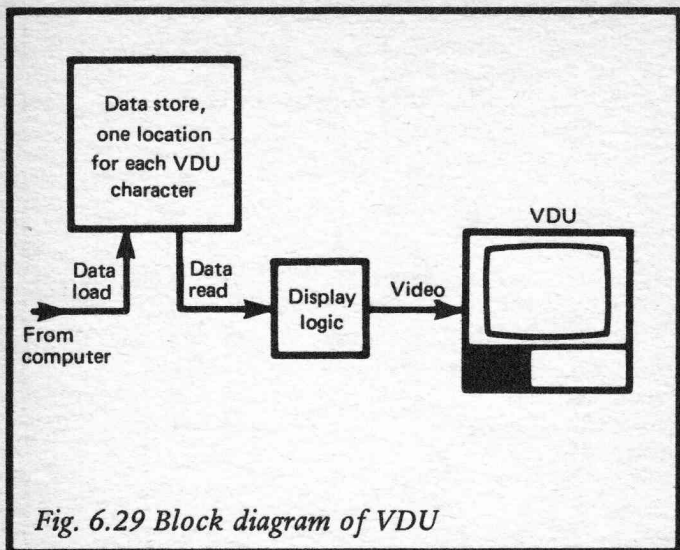 Data store,
one location
for each VDU
character
VDU
Data
load
Data
read
Display
logic
Video
From
computer
Fig. 6.29 Block diagram of VDU